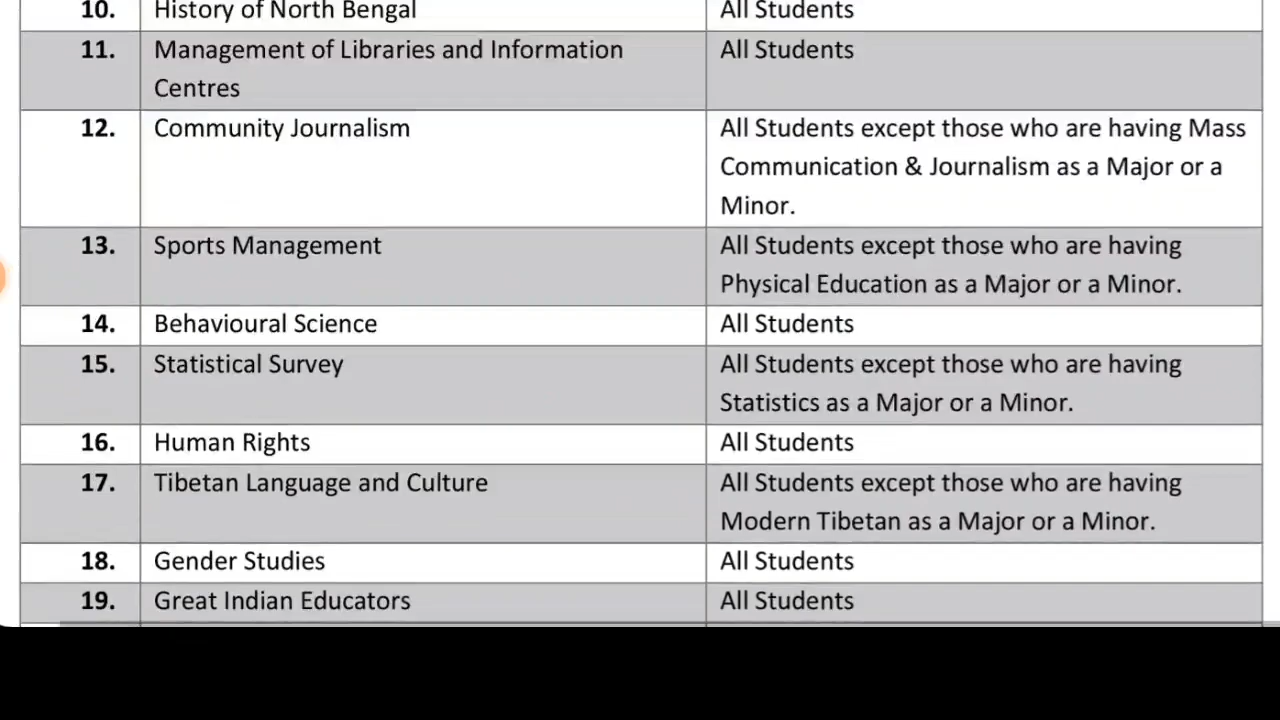 10. History of North Bengal All Students
11. Management of Libraries and Information All Students
Centres
12. Community Journalism All Students except those who are having Mass
Communication & Journalism as a Major or a
Minor.
13. Sports Management All Students except those who are having
Physical Education as a Major or a Minor.
14. Behavioural Science All Students
15. Statistical Survey All Students except those who are having
Statistics as a Major or a Minor.
16. Human Rights All Students
17. Tibetan Language and Culture All Students except those who are having
Modern Tibetan as a Major or a Minor.
18. Gender Studies All Students
19. Great Indian Educators All Students